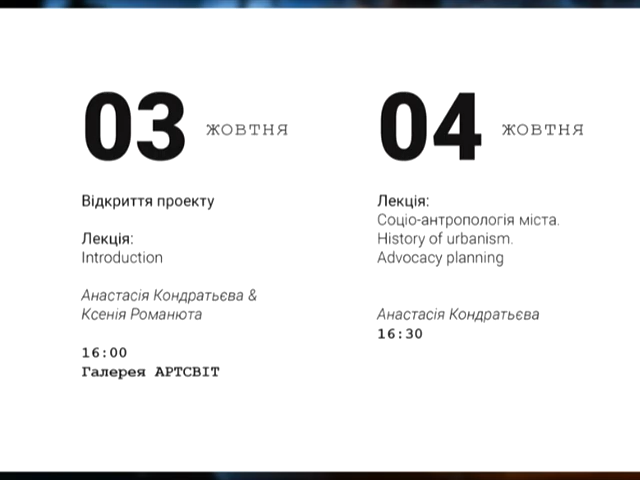 03 ЖОВТНЯ
Відкриття проекту
Лекція:
Introduction
Анастасія Кондратьєва &
Ксенія Романюта
16:00
Галерея АРТСВІТ
04 ЖОВТНЯ
Лекція:
Соціо-антропологія міста.
History of urbanism.
Advocacy planning
Анастасія Кондратьєва
16:30